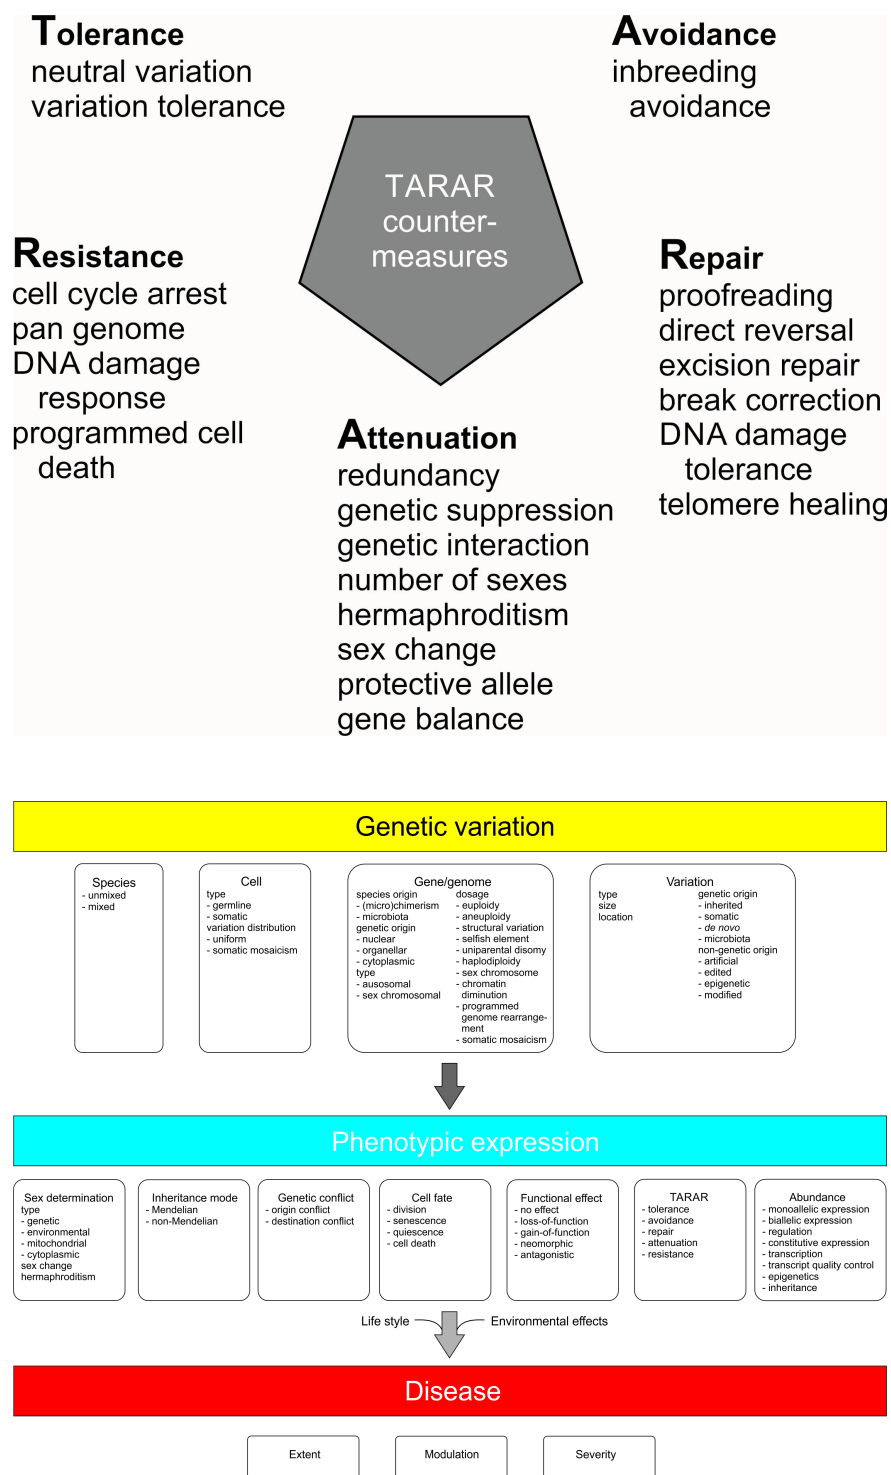 Tolerance
neutral variation
variation tolerance
Avoidance
inbreeding
avoidance
TARAR
counter-
measures
Resistance
cell cycle arrest
pan genome
DNA damage
response
programmed cell
death
Repair
proofreading
direct reversal
excision repair
break correction
DNA damage
tolerance
telomere healing
Attenuation
redundancy
genetic suppression
genetic interaction
number of sexes
hermaphroditism
sex change
protective allele
gene balance
Genetic variation
Species
- unmixed
- mixed
Cell
type
- germline
- somatic
variation distribution
- uniform
- somatic mosaicism
Gene/genome
species origin
- (micro)chimerism
- microbiota
genetic origin
- nuclear
- organellar
- cytoplasmic
type
- ausosomal
- sex chromosomal
dosage
- euploidy
- aneuploidy
- structural variation
- selfish element
- uniparental disomy
- haplodiploidy
- sex chromosome
- chromatin
diminution
- programmed
genome rearrange-
ment
- somatic mosaicism
Variation
type
size
location
genetic origin
- inherited
- somatic
- de novo
- microbiota
non-genetic origin
- artificial
- edited
- epigenetic
- modified
Phenotypic expression
Sex determination
type
- genetic
- environmental
- mitochondrial
- cytoplasmic
sex change
hermaphroditism
Inheritance mode
- Mendelian
- non-Mendelian
Genetic conflict
- origin conflict
- destination conflict
Cell fate
- division
- senescence
- quiescence
- cell death
Functional effect
- no effect
- loss-of-function
- gain-of-function
- neomorphic
- antagonistic
TARAR
- tolerance
- avoidance
- repair
- attenuation
- resistance
Abundance
- monoallelic expression
- biallelic expression
- regulation
- constitutive expression
- transcription
- transcript quality control
- epigenetics
- inheritance
Life style
Environmental effects
Disease
Extent
Modulation
Severity